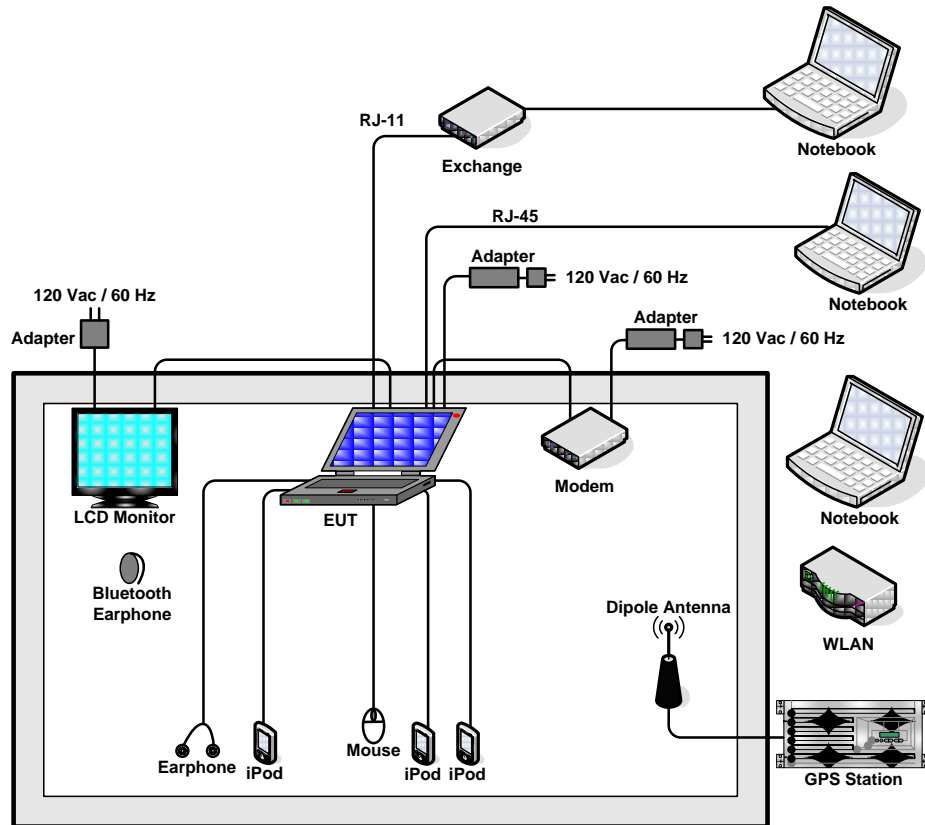 RJ-11
Exchange
Notebook
RJ-45
Adapter
120 Vac / 60 Hz
Notebook
120 Vac / 60 Hz
Adapter
Adapter
120 Vac / 60 Hz
LCD Monitor
EUT
Modem
Notebook
Bluetooth
Earphone
Dipole Antenna
WLAN
Earphone
iPod
Mouse
iPod
iPod
GPS Station